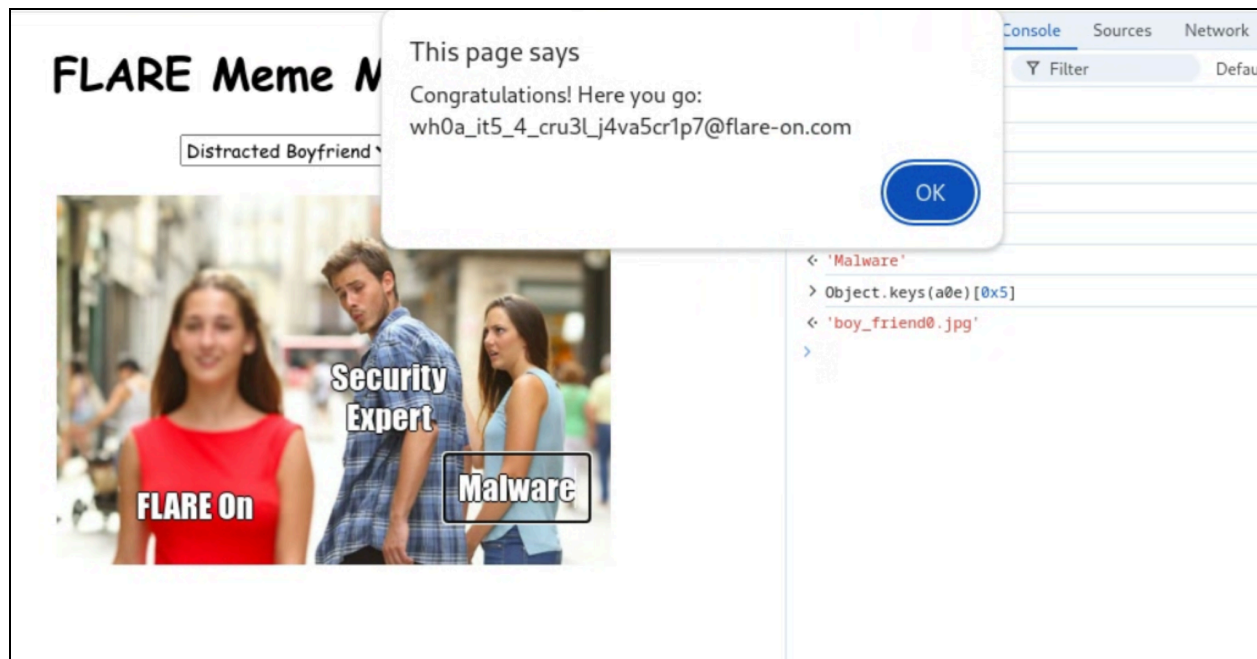 FLARE Meme M
Distracted Boyfriend
This page says
Congratulations! Here you go:
wh0a_it5_4_cru3l_j4va5cr1p7@flare-on.com
OK
FLARE On
Security
Expert
Malware
Console Sources Network
Filter Defau
'Malware'
> Object.keys(a0e)[0x5]
'boy_friend0.jpg'
>